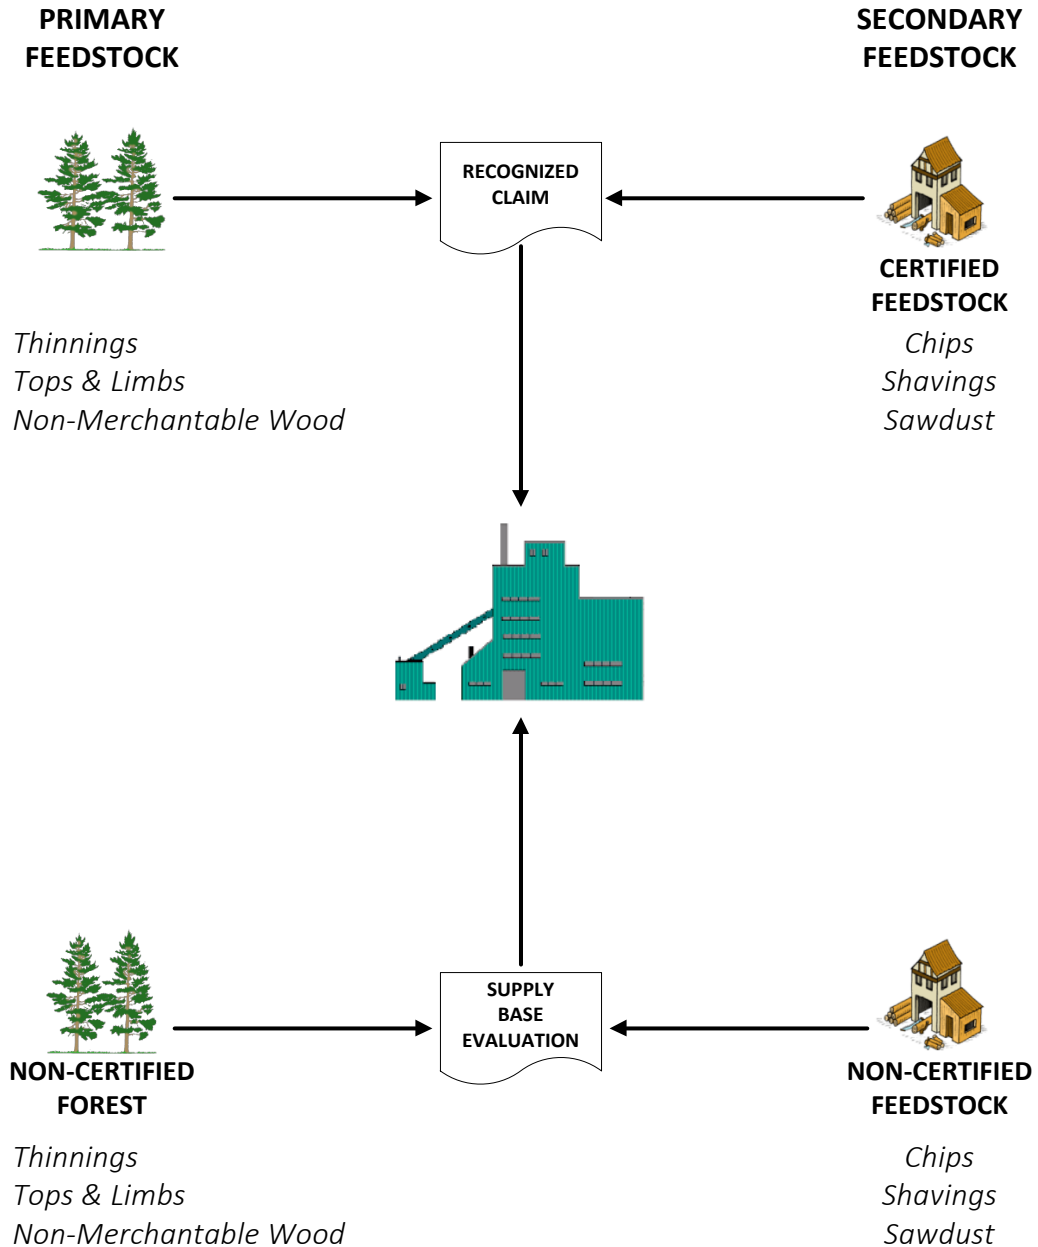 PRIMARY
FEEDSTOCK
SECONDARY
FEEDSTOCK
RECOGNIZED
CLAIM
CERTIFIED
FEEDSTOCK
Thinnings
Tops & Limbs
Non-Merchantable Wood
Chips
Shavings
Sawdust
SUPPLY
BASE
EVALUATION
NON-CERTIFIED
FOREST
NON-CERTIFIED
FEEDSTOCK
Thinnings
Tops & Limbs
Non-Merchantable Wood
Chips
Shavings
Sawdust